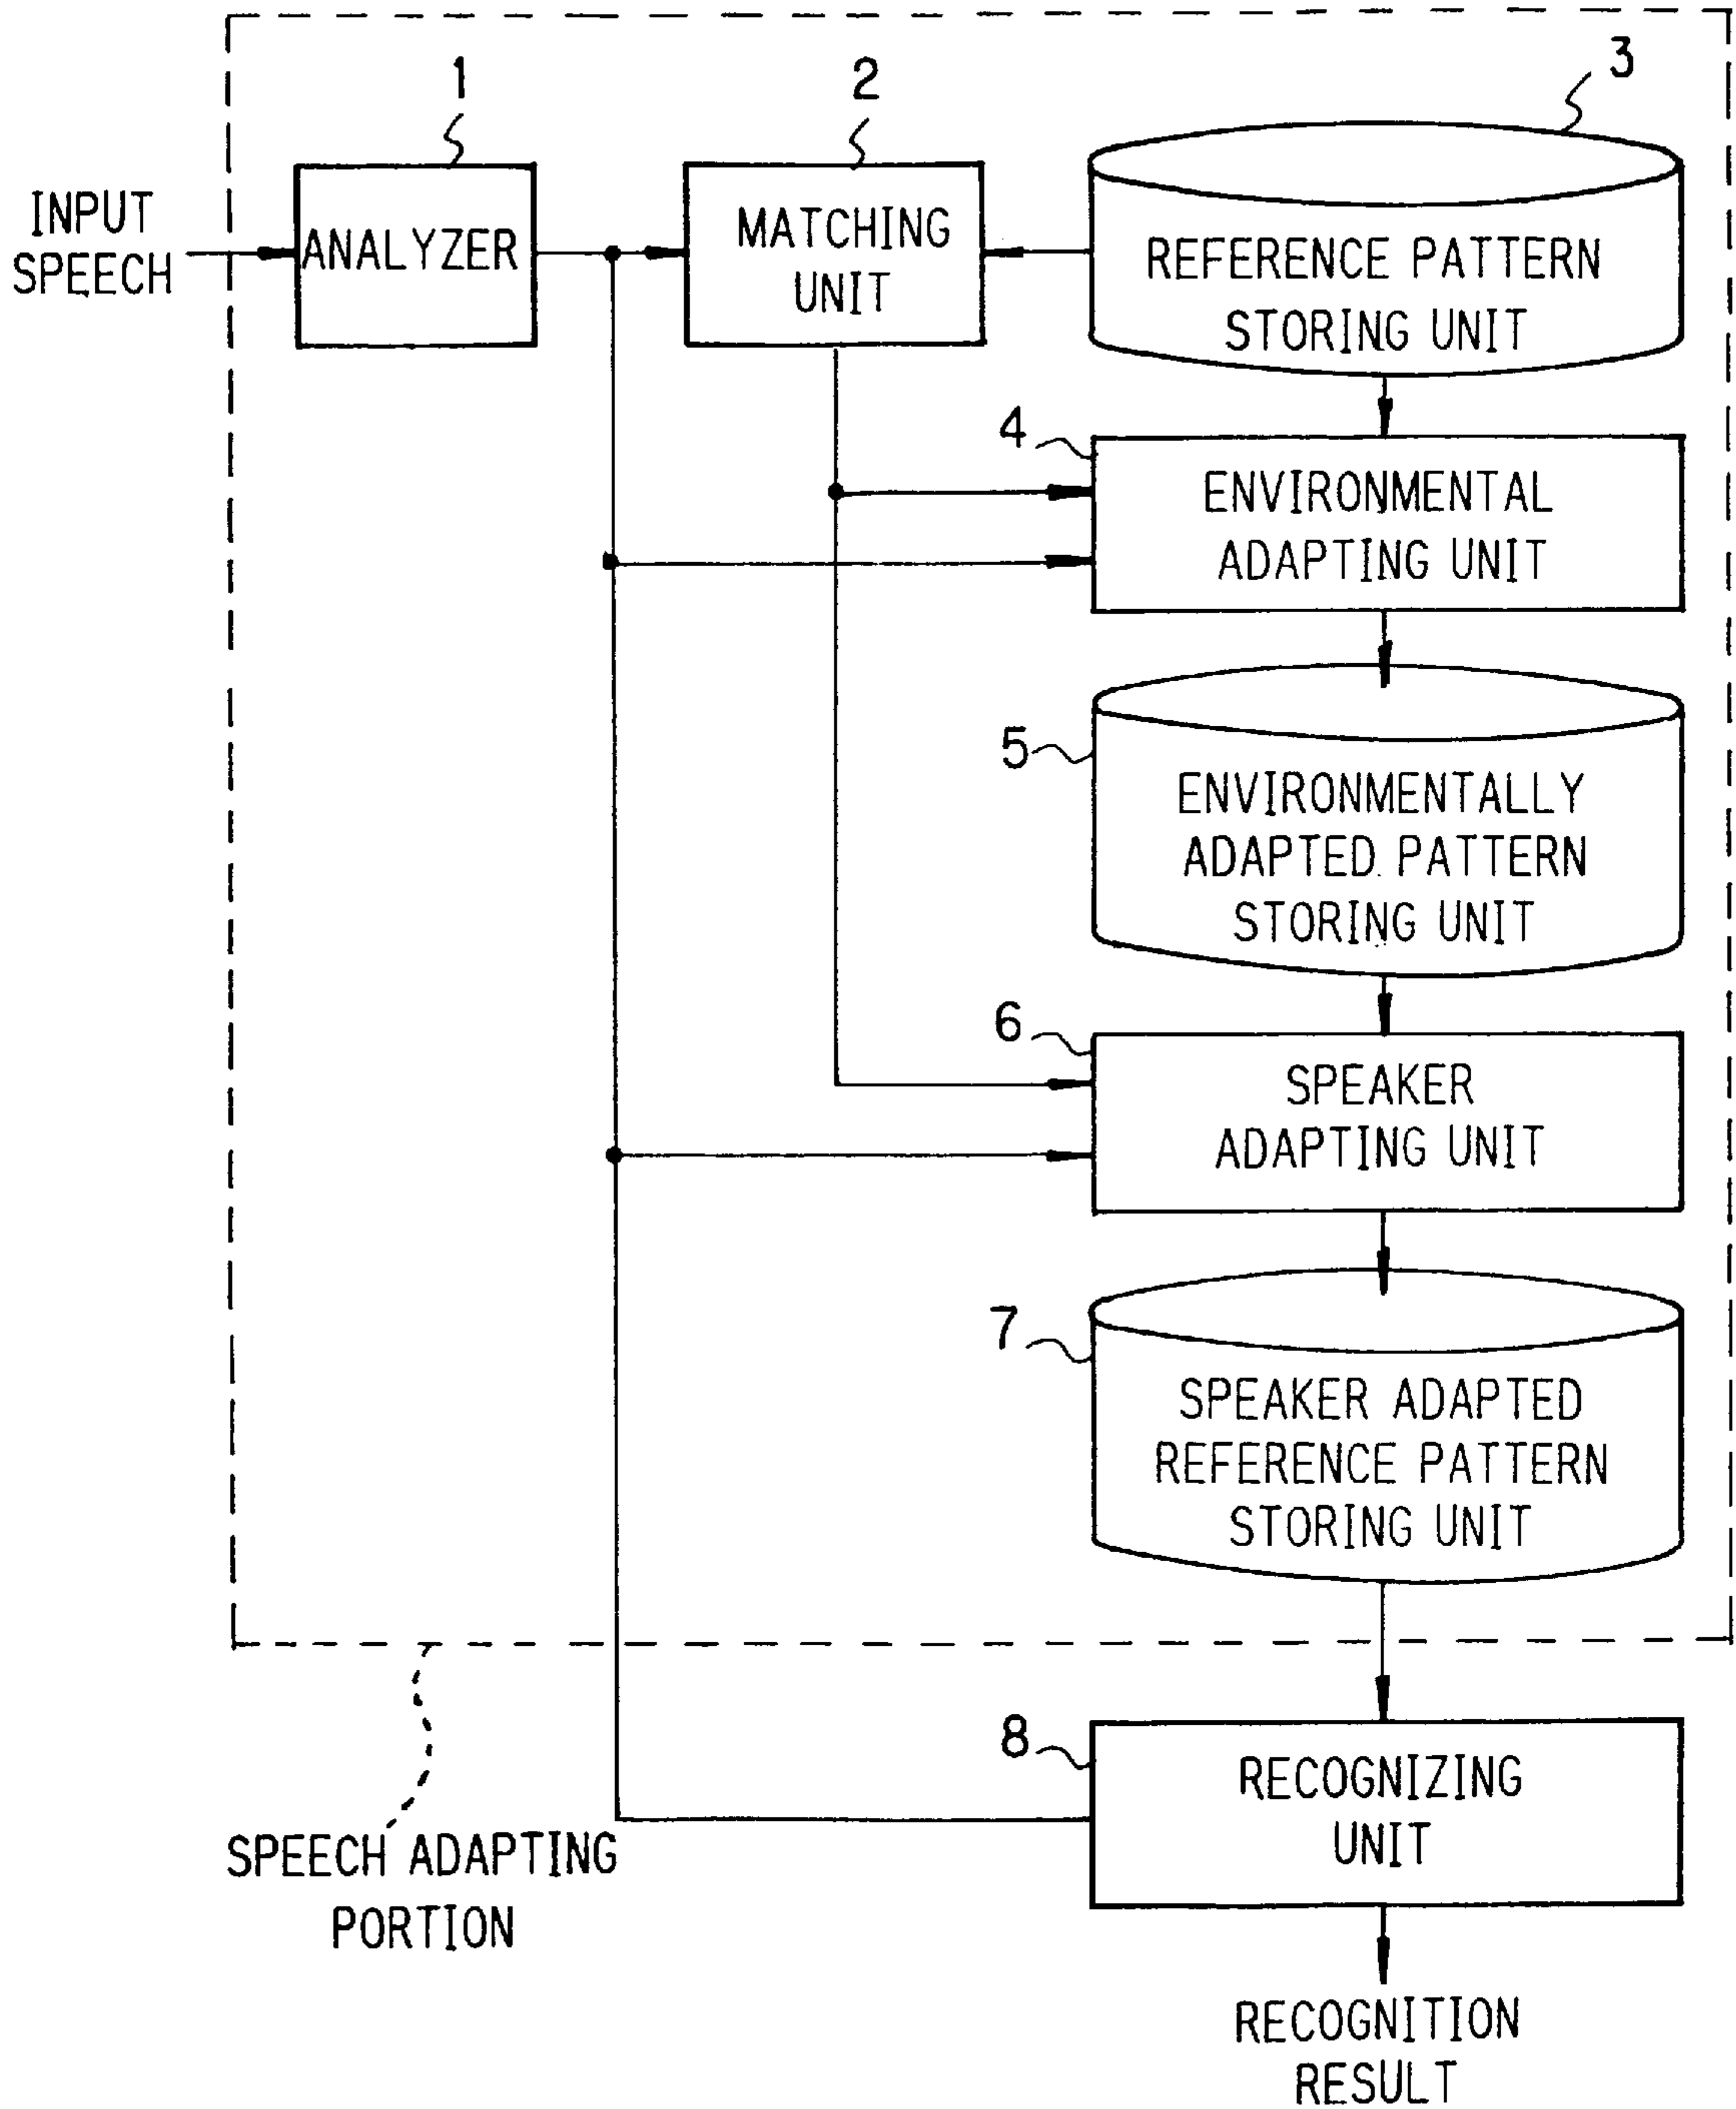 1
2
3
INPUT
SPEECH
ANALYZER
MATCHING
UNIT
REFERENCE PATTERN
STORING UNIT
4
ENVIRONMENTAL
ADAPTING UNIT
5
ENVIRONMENTALLY
ADAPTED PATTERN
STORING UNIT
6
SPEAKER
ADAPTING UNIT
7
SPEAKER ADAPTED
REFERENCE PATTERN
STORING UNIT
8
RECOGNIZING
UNIT
SPEECH ADAPTING
PORTION
RECOGNITION
RESULT